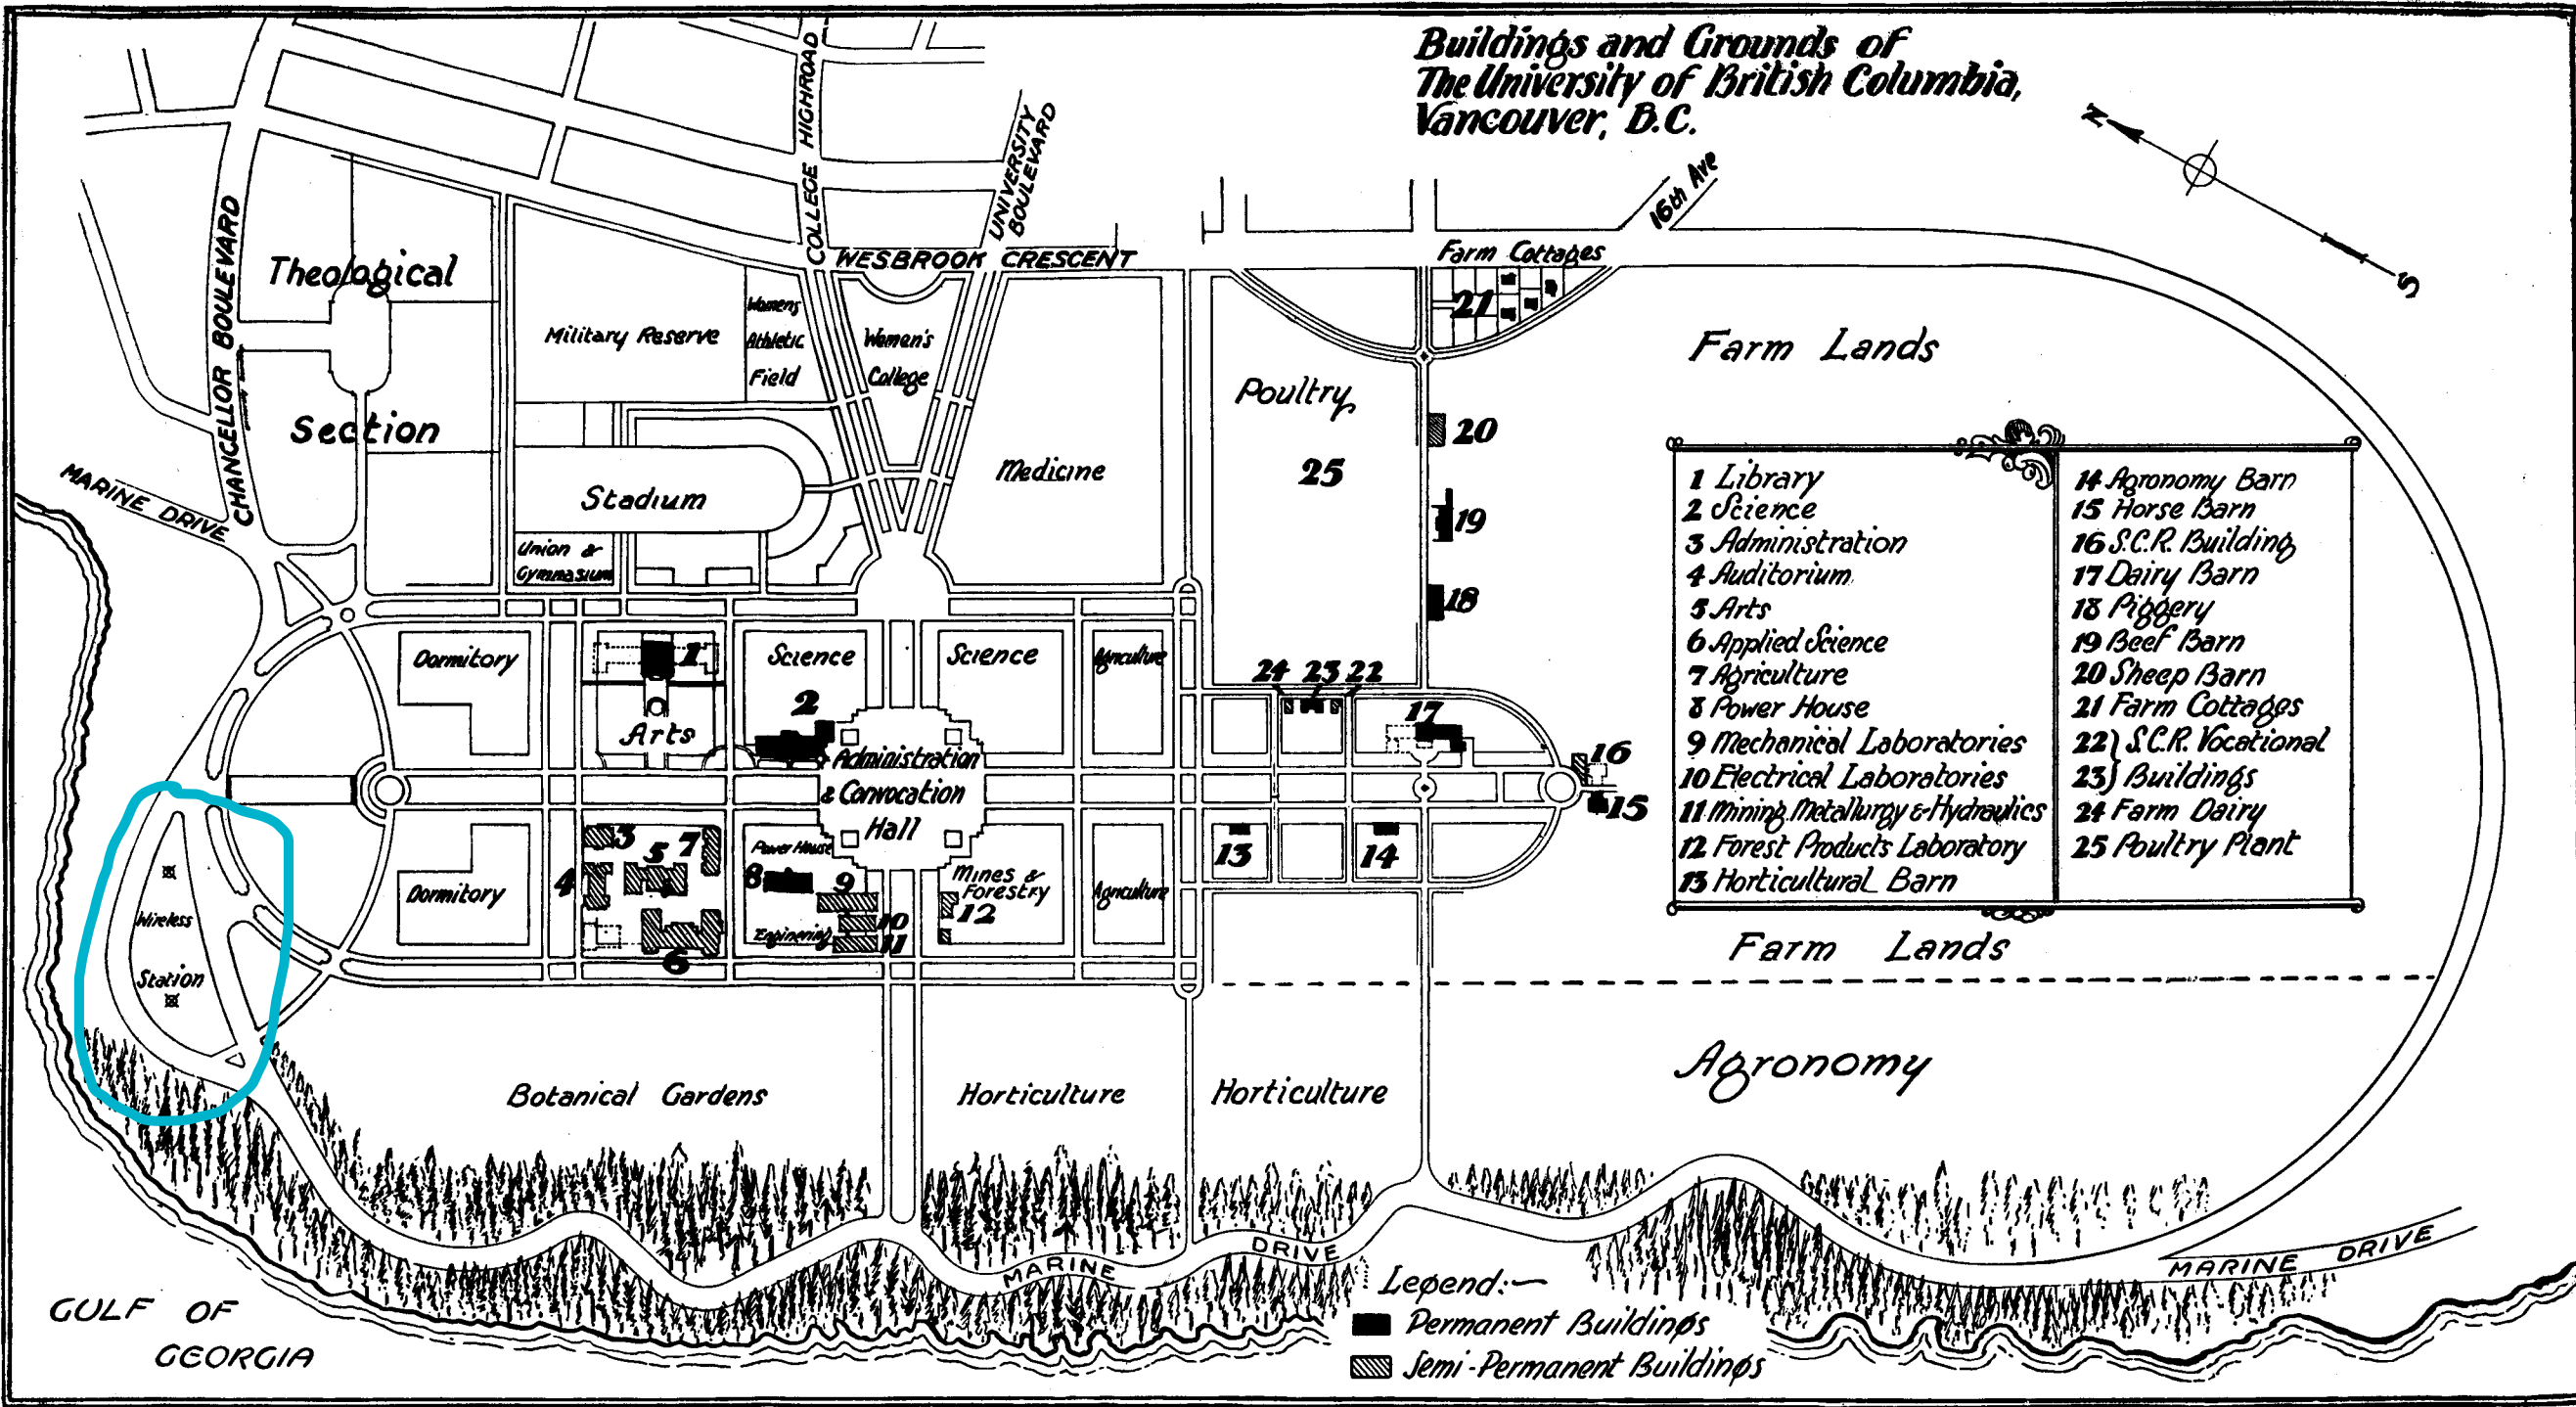 Buildings and Grounds of
The University of British Columbia,
Vancouver, B.C.
N
S
COLLEGE HIGHROAD
UNIVERSITY
BOULEVARD
16th Ave
CHANCELLOR BOULEVARD
WESBROOK CRESCENT
Farm Cottages
21
Theological
Section
Military Reserve
Womens
Athletic
Field
Women's
College
Farm Lands
Poultry
25
20
19
18
MARINE DRIVE
Stadium
Medicine
Union &
Gymnasium
1 Library
2 Science
3 Administration
4 Auditorium
5 Arts
6 Applied Science
7 Agriculture
8 Power House
9 Mechanical Laboratories
10 Electrical Laboratories
11 Mining, Metallurgy & Hydraulics
12 Forest Products Laboratory
13 Horticultural Barn
14 Agronomy Barn
15 Horse Barn
16 S.C.R. Building
17 Dairy Barn
18 Piggery
19 Beef Barn
20 Sheep Barn
21 Farm Cottages
22} S.C.R. Vocational
23} Buildings
24 Farm Dairy
25 Poultry Plant
Dormitory
1
Arts
Science
2
Science
Agriculture
24 23 22
17
16
15
Administration
& Convocation
Hall
Wireless
Station
Dormitory
3
4
5
7
6
Power House
8
9
10
11
Enginering
Mines &
Forestry
12
Agriculture
13
14
Farm Lands
Agronomy
Botanical Gardens
Horticulture
Horticulture
MARINE DRIVE
MARINE DRIVE
GULF OF
GEORGIA
Legend:—
Permanent Buildings
Semi-Permanent Buildings